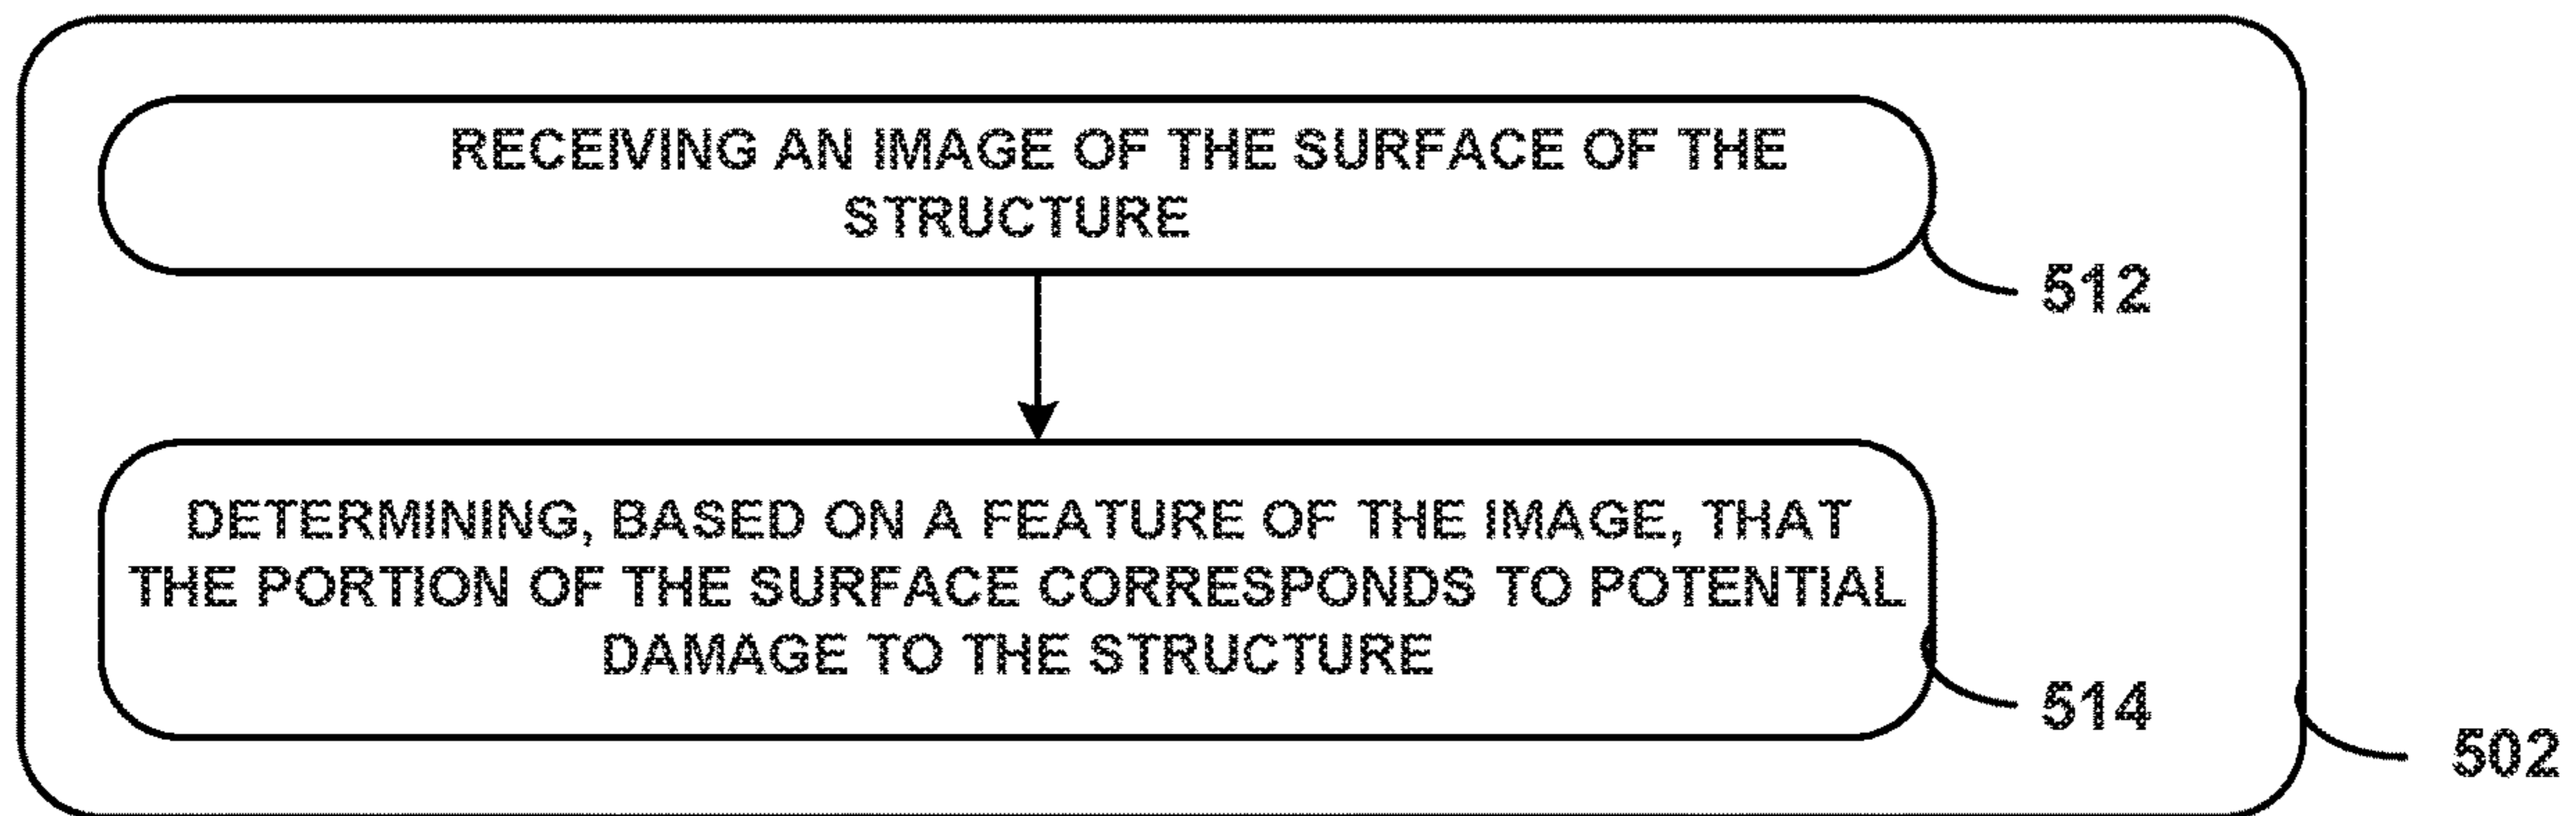 RECEIVING AN IMAGE OF THE SURFACE OF THE
STRUCTURE
512
DETERMINING, BASED ON A FEATURE OF THE IMAGE, THAT
THE PORTION OF THE SURFACE CORRESPONDS TO POTENTIAL
DAMAGE TO THE STRUCTURE
514
502